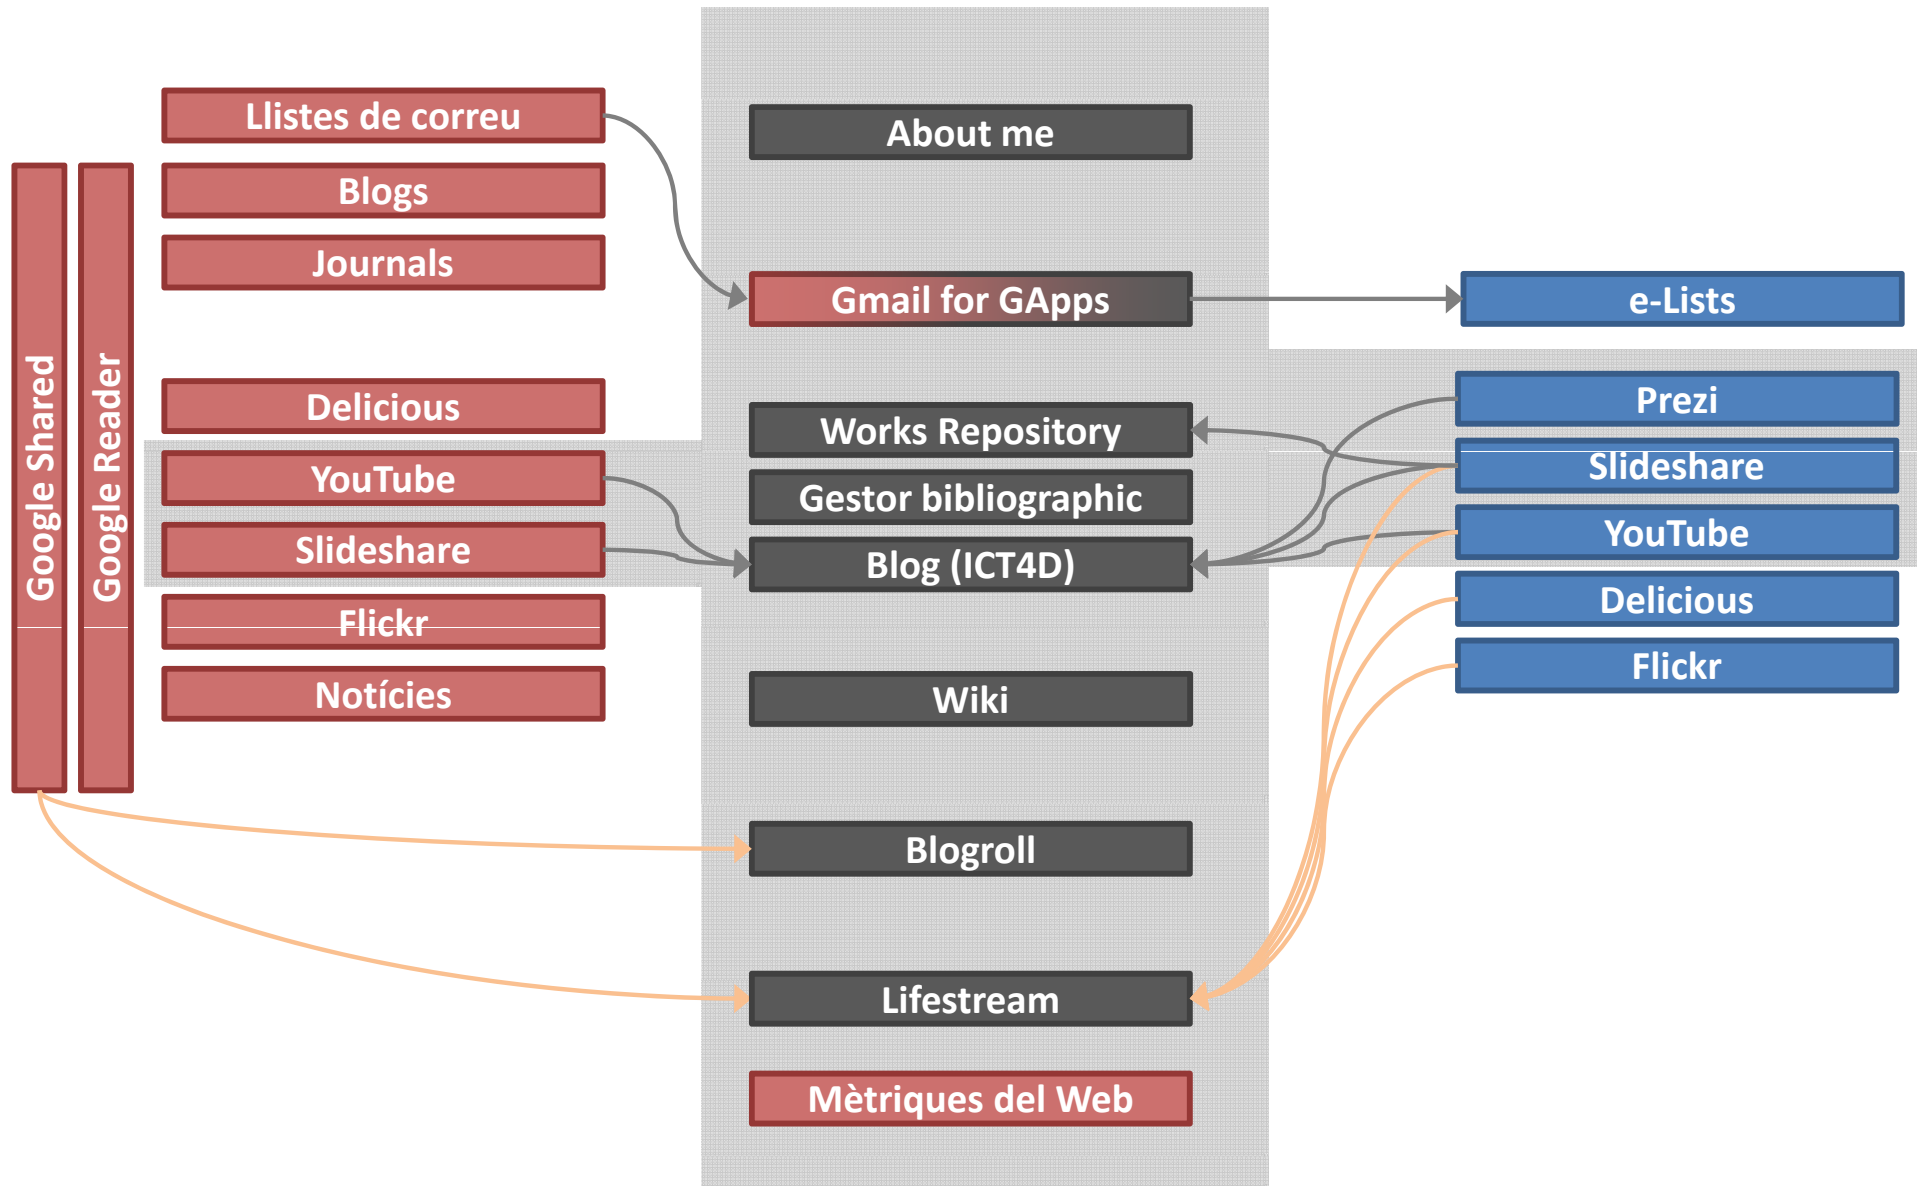 Google Shared
Google Reader
Llistes de correu
Blogs
Journals
Delicious
YouTube
Slideshare
Flickr
Notícies
About me
Gmail for GApps
Works Repository
Gestor bibliographic
Blog (ICT4D)
Wiki
Blogroll
Lifestream
Mètriques del Web
e-Lists
Prezi
Slideshare
YouTube
Delicious
Flickr